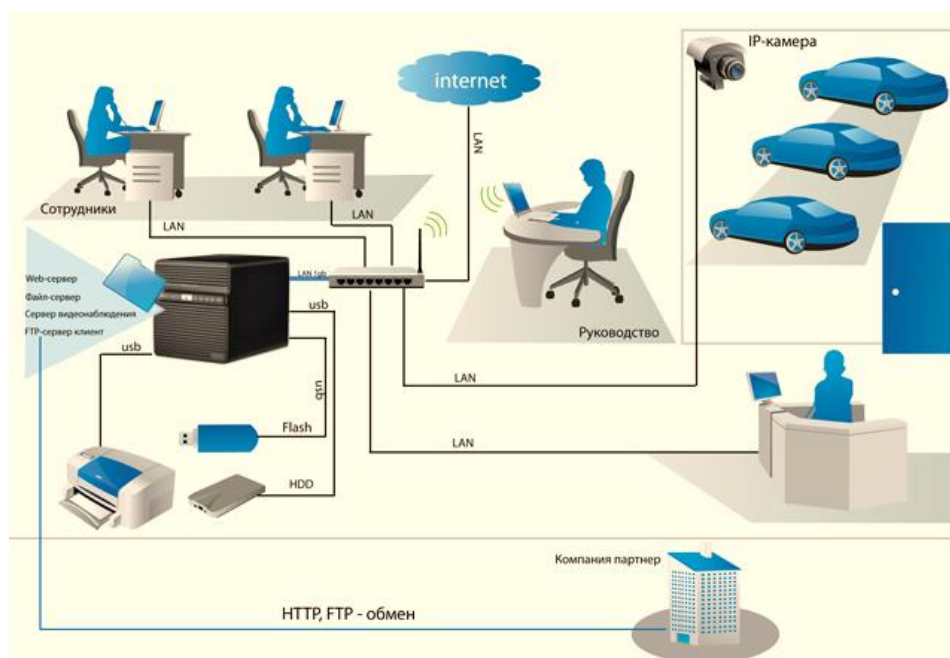 IP-камера
internet
LAN
Сотрудники
LAN
LAN
Web-сервер
Файл-сервер
Сервер видеонаблюдения
FTP-сервер клиент
LAN 1gb
usb
Руководство
usb
usb
LAN
Flash
LAN
HDD
Компания партнер
HTTP, FTP - обмен